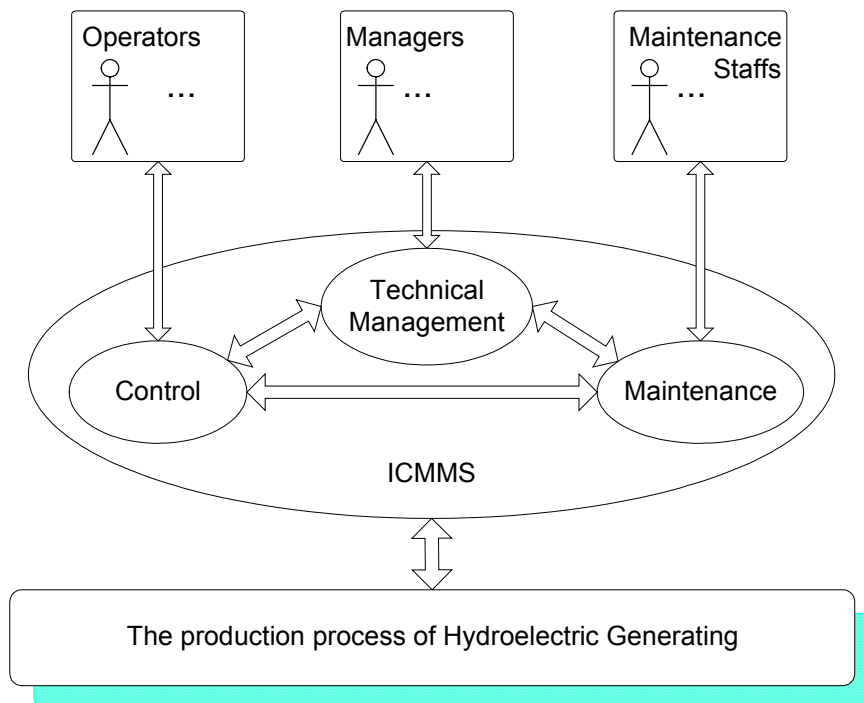 Operators
...
Managers
...
Maintenance
Staffs
...
Technical
Management
Control
Maintenance
ICMMS
The production process of Hydroelectric Generating